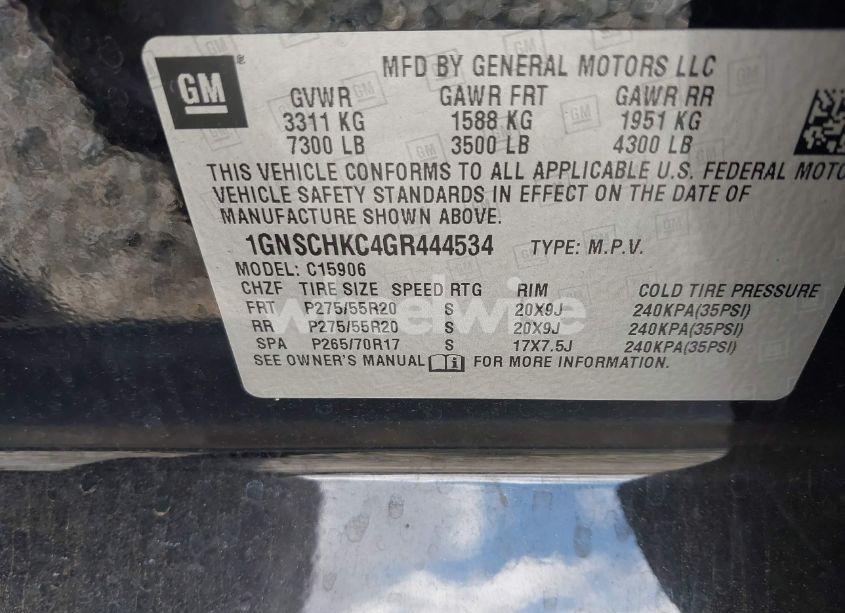 GM
MFD BY GENERAL MOTORS LLC
GVWR GAWR FRT GAWR RR
3311 KG 1588 KG 1951 KG
7300 LB 3500 LB 4300 LB
THIS VEHICLE CONFORMS TO ALL APPLICABLE U.S. FEDERAL MOTO
VEHICLE SAFETY STANDARDS IN EFFECT ON THE DATE OF
MANUFACTURE SHOWN ABOVE.
1GNSCHKC4GR444534 TYPE: M.P.V.
MODEL: C15906
CHZF TIRE SIZE SPEED RTG RIM COLD TIRE PRESSURE
FRT P275/55R20 S 20X9J 240KPA(35PSI)
RR P275/55R20 S 20X9J 240KPA(35PSI)
SPA P265/70R17 S 17X7.5J 240KPA(35PSI)
SEE OWNER'S MANUAL FOR MORE INFORMATION.